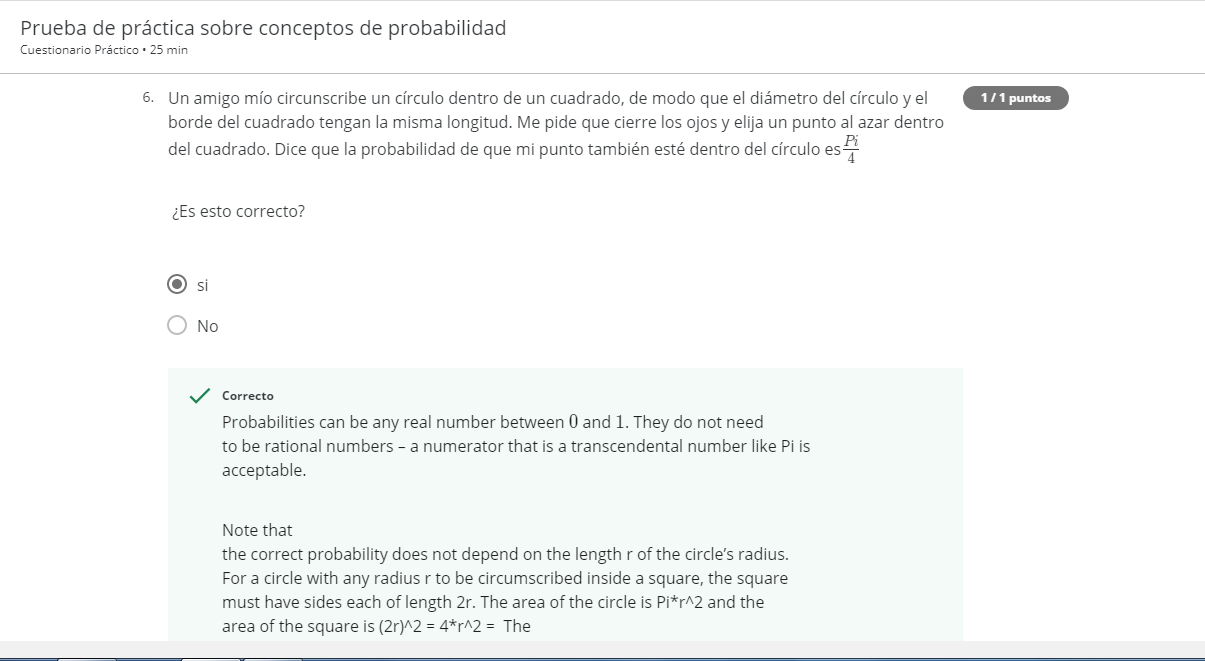 Prueba de práctica sobre conceptos de probabilidad
Cuestionario Práctico • 25 min
6. Un amigo mío circunscribe un círculo dentro de un cuadrado, de modo que el diámetro del círculo y el
1 / 1 puntos
borde del cuadrado tengan la misma longitud. Me pide que cierre los ojos y elija un punto al azar dentro
del cuadrado. Dice que la probabilidad de que mi punto también esté dentro del círculo es Pi/4
¿Es esto correcto?
si
No
Correcto
Probabilities can be any real number between 0 and 1. They do not need
to be rational numbers – a numerator that is a transcendental number like Pi is
acceptable.
Note that
the correct probability does not depend on the length r of the circle’s radius.
For a circle with any radius r to be circumscribed inside a square, the square
must have sides each of length 2r. The area of the circle is Pi*r^2 and the
area of the square is (2r)^2 = 4*r^2 = The